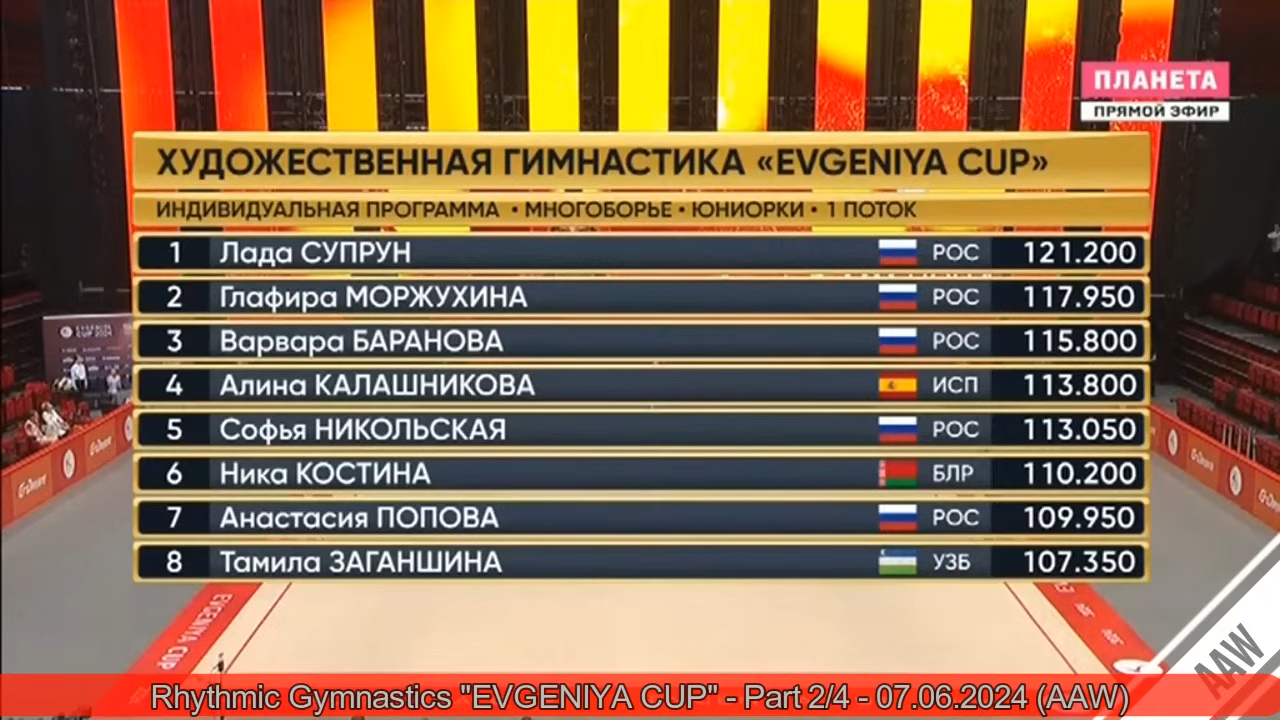 ПЛАНЕТА
ПРЯМОЙ ЭФИР
ХУДОЖЕСТВЕННАЯ ГИМНАСТИКА «EVGENIYA CUP»
ИНДИВИДУАЛЬНАЯ ПРОГРАММА • МНОГОБОРЬЕ • ЮНИОРКИ • 1 ПОТОК
1 Лада СУПРУН РОС 121.200
2 Глафира МОРЖУХИНА РОС 117.950
3 Варвара БАРАНОВА РОС 115.800
4 Алина КАЛАШНИКОВА ИСП 113.800
5 Софья НИКОЛЬСКАЯ РОС 113.050
6 Ника КОСТИНА БЛР 110.200
7 Анастасия ПОПОВА РОС 109.950
8 Тамила ЗАГАНШИНА УЗБ 107.350
EVGENIYA CUP
AAW
Rhythmic Gymnastics "EVGENIYA CUP" - Part 2/4 - 07.06.2024 (AAW)